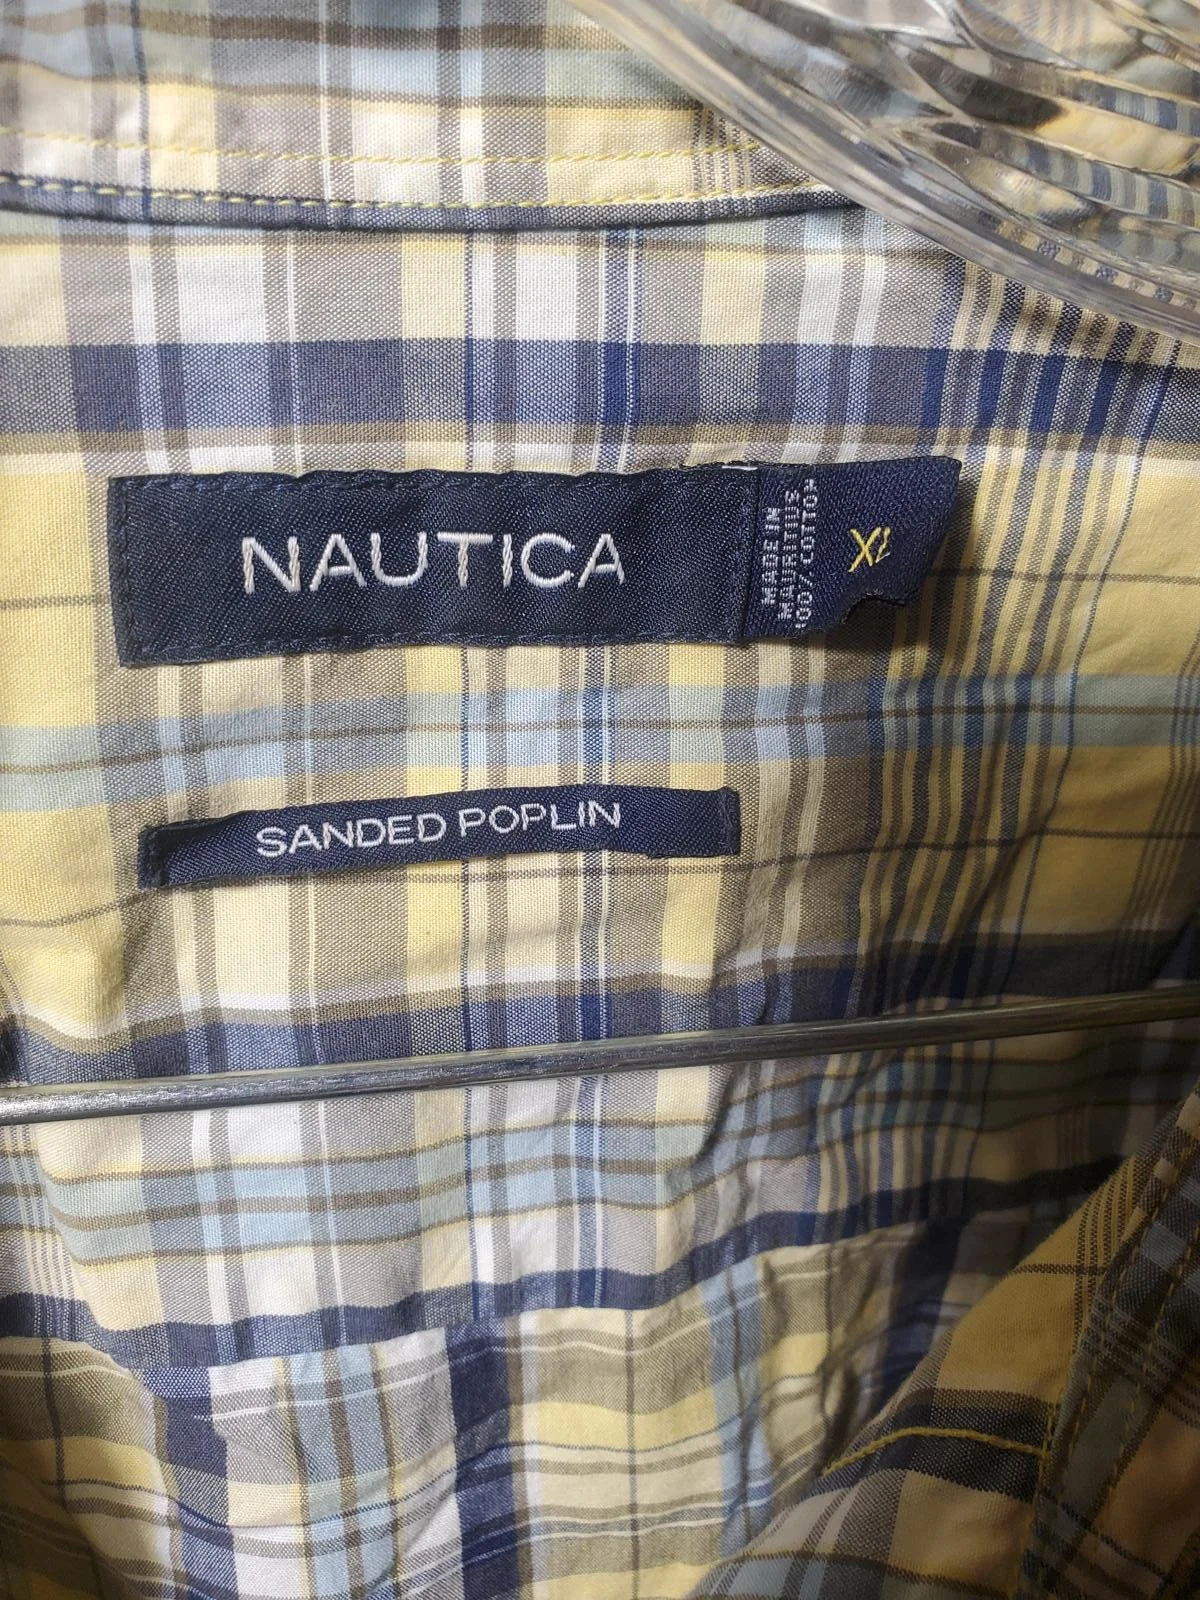 NAUTICA
MADE IN
MAURITIUS
100% COTTON
XL
SANDED POPLIN